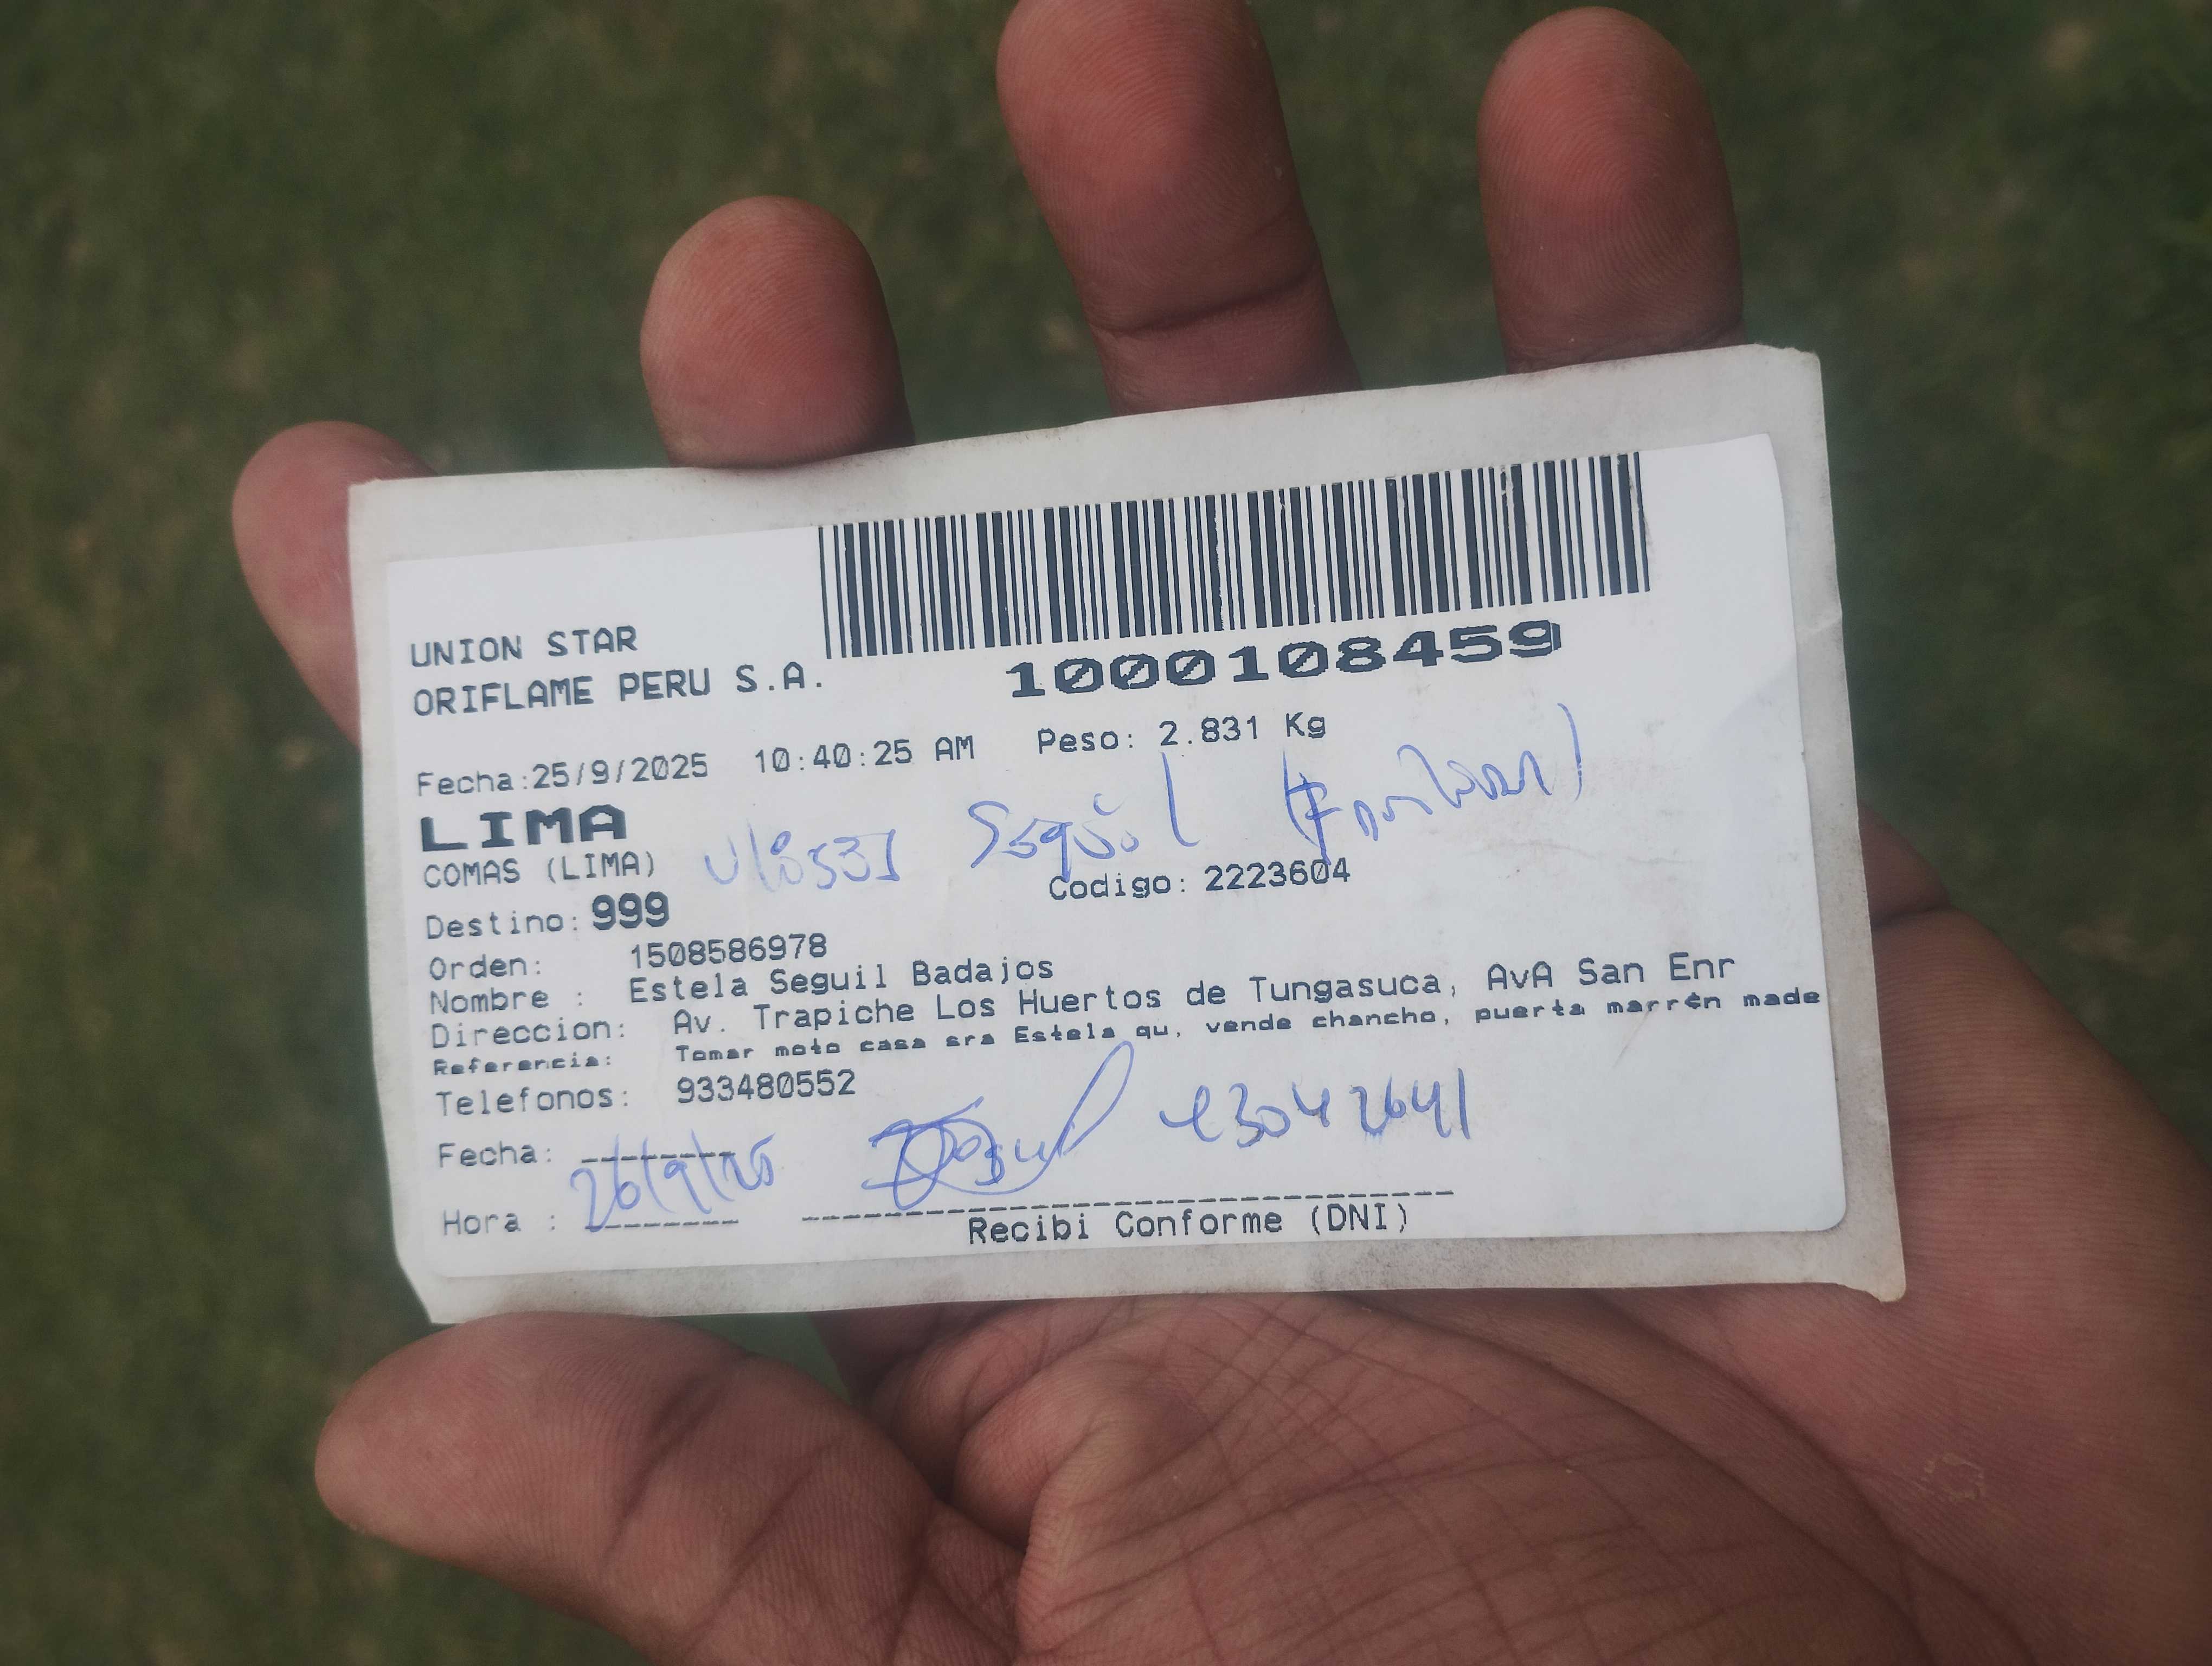 1000108459
UNION STAR
ORIFLAME PERU S.A.
Fecha:25/9/2025 10:40:25 AM Peso: 2.831 Kg
LIMA
Seguil
COMAS (LIMA)
Codigo: 2223604
Destino: 999
Orden: 1508586978
Nombre : Estela Seguil Badajos
Direccion: Av. Trapiche Los Huertos de Tungasuca, AvA San Enr
Referencia: Tomar moto casa sra Estela qu, vende chancho, puerta marrón made
Telefonos: 933480552
43042641
Fecha:
26/9/25
Hora :
Recibi Conforme (DNI)